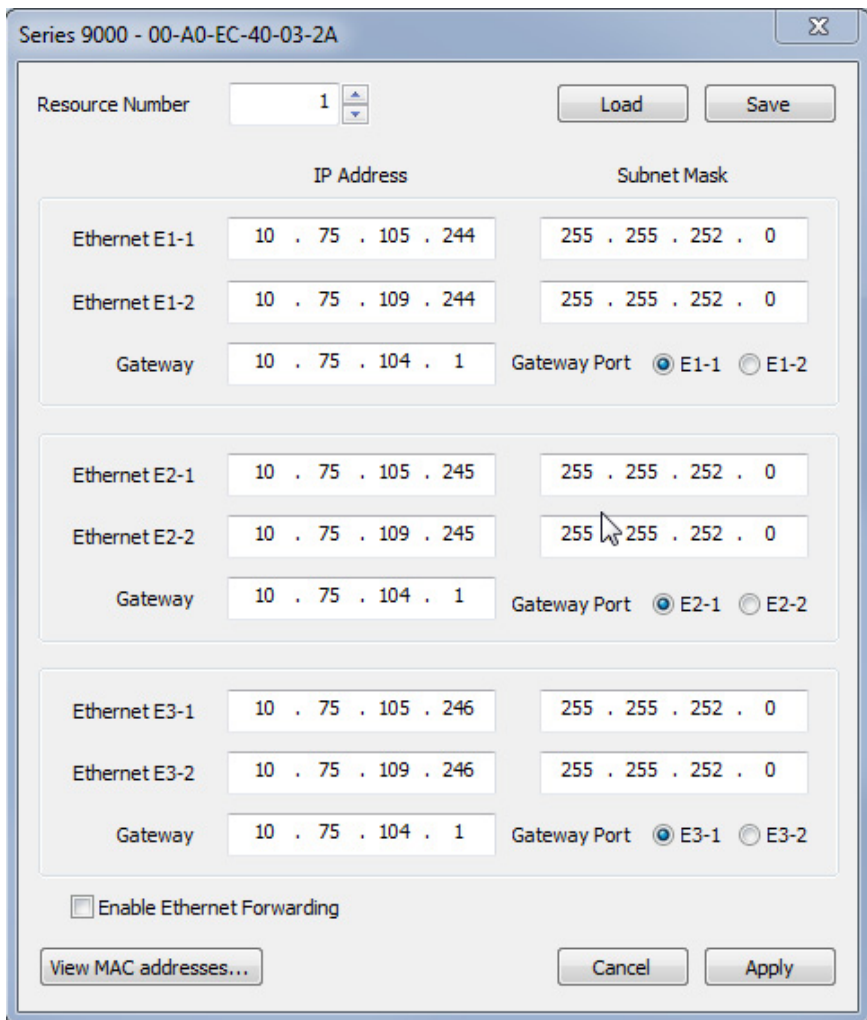 Series 9000 - 00-A0-EC-40-03-2A
Resource Number 1 Load Save
IP Address Subnet Mask
Ethernet E1-1 10 . 75 . 105 . 244 255 . 255 . 252 . 0
Ethernet E1-2 10 . 75 . 109 . 244 255 . 255 . 252 . 0
Gateway 10 . 75 . 104 . 1 Gateway Port E1-1 E1-2
Ethernet E2-1 10 . 75 . 105 . 245 255 . 255 . 252 . 0
Ethernet E2-2 10 . 75 . 109 . 245 255 . 255 . 252 . 0
Gateway 10 . 75 . 104 . 1 Gateway Port E2-1 E2-2
Ethernet E3-1 10 . 75 . 105 . 246 255 . 255 . 252 . 0
Ethernet E3-2 10 . 75 . 109 . 246 255 . 255 . 252 . 0
Gateway 10 . 75 . 104 . 1 Gateway Port E3-1 E3-2
Enable Ethernet Forwarding
View MAC addresses... Cancel Apply